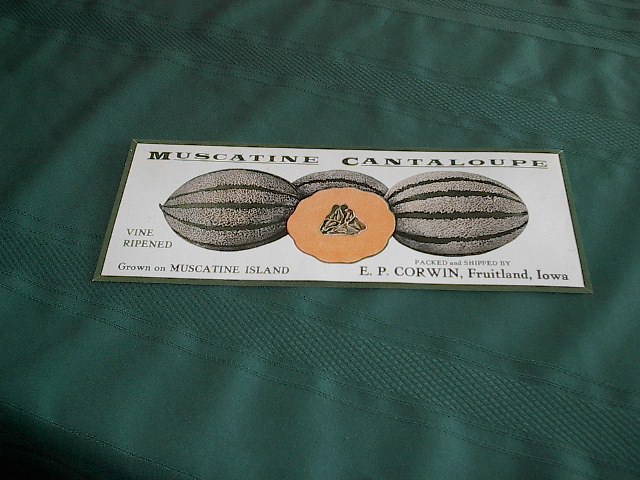 MUSCATINE CANTALOUPE
VINE
RIPENED
Grown on MUSCATINE ISLAND
PACKED and SHIPPED BY
E. P. CORWIN, Fruitland, Iowa